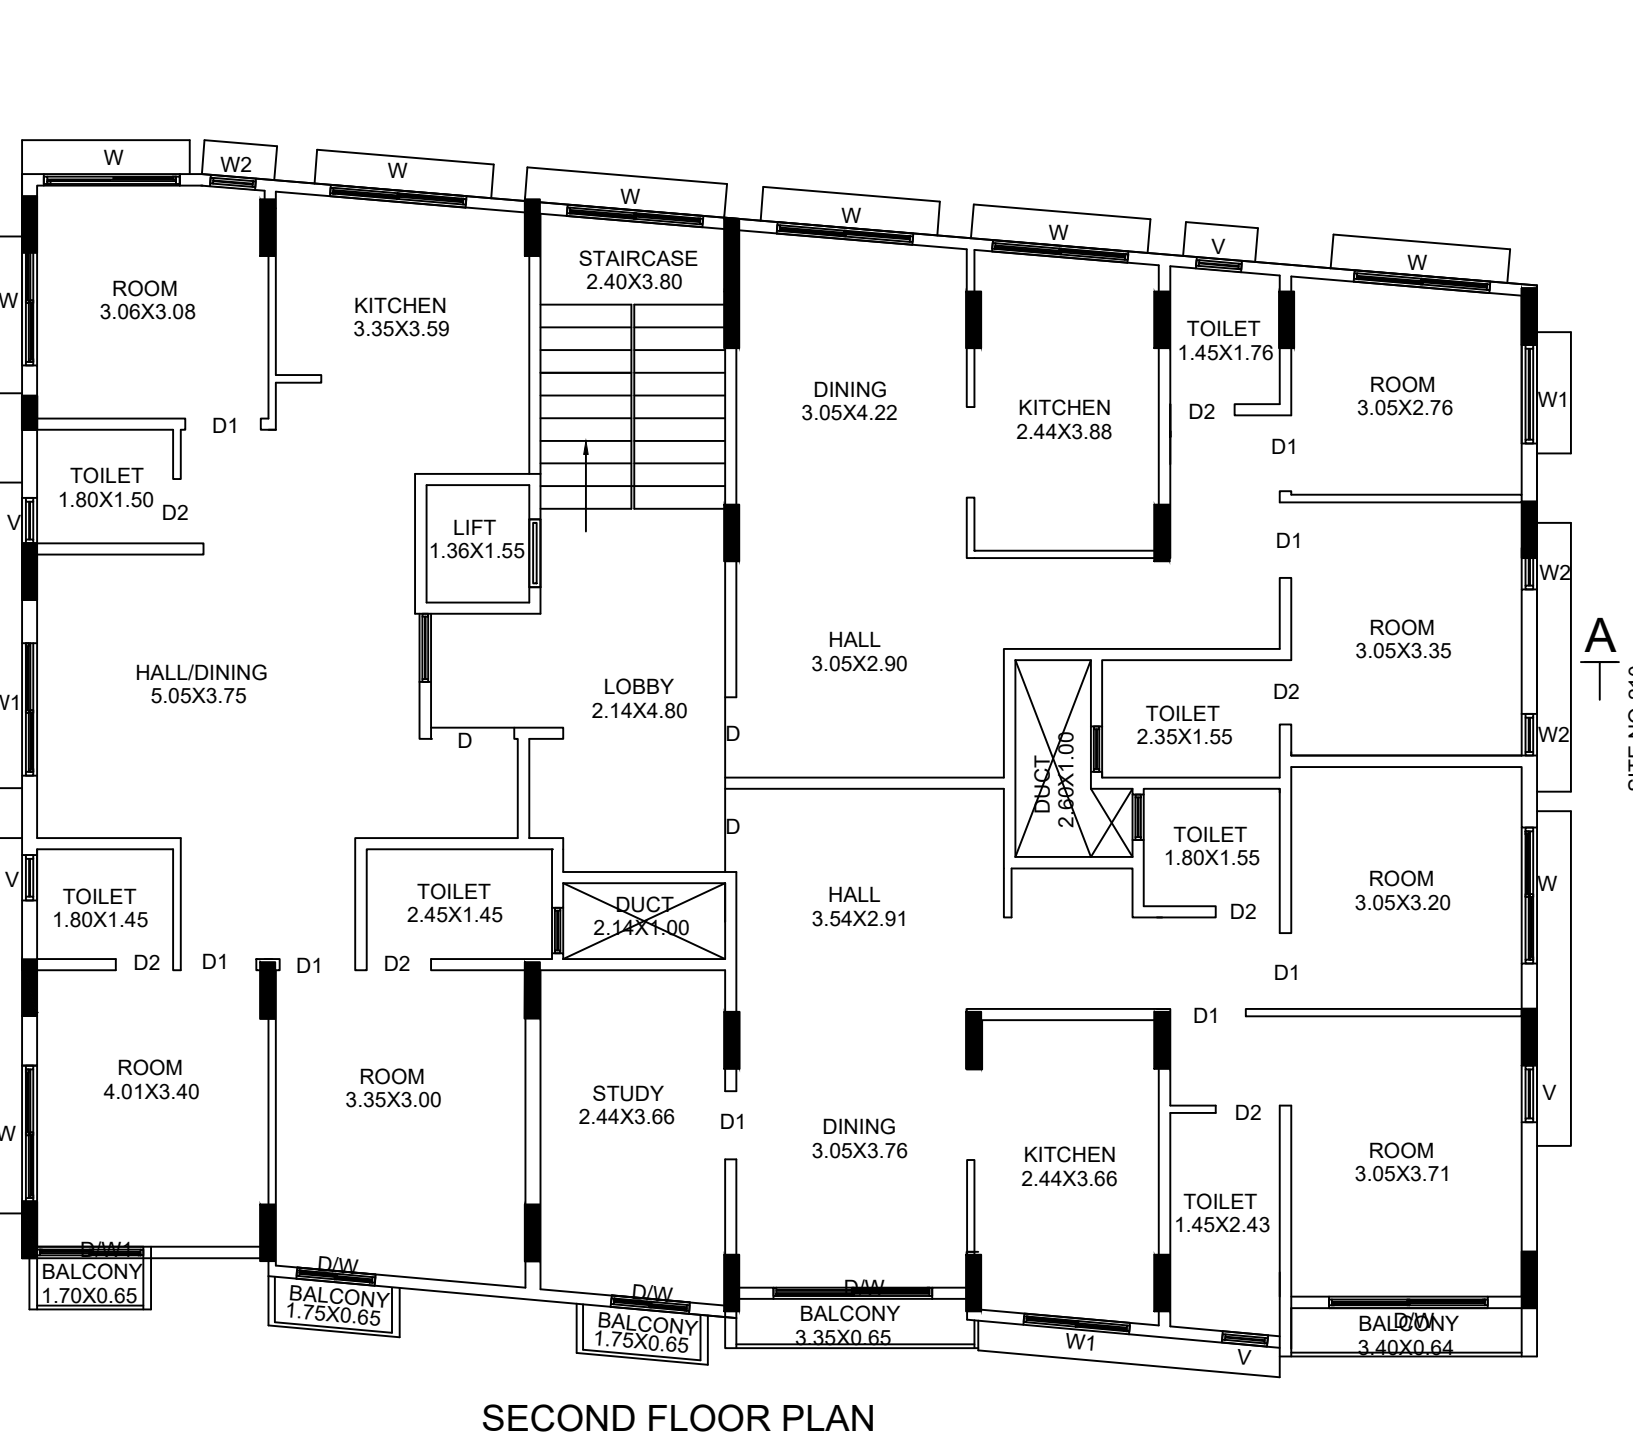 W
W2
W
W
W
W
V
W
STAIRCASE
2.40X3.80
ROOM
3.06X3.08
W
KITCHEN
3.35X3.59
TOILET
1.45X1.76
DINING
3.05X4.22
ROOM
3.05X2.76
W1
KITCHEN
2.44X3.88
D2
D1
D1
TOILET
1.80X1.50
D2
V
LIFT
1.36X1.55
D1
W2
HALL
3.05X2.90
ROOM
3.05X3.35
A
HALL/DINING
5.05X3.75
W1
LOBBY
2.14X4.80
D2
TOILET
2.35X1.55
D
D
W2
DUCT
2.60X1.00
D
TOILET
1.80X1.55
V
TOILET
1.80X1.45
TOILET
2.45X1.45
DUCT
2.14X1.00
HALL
3.54X2.91
ROOM
3.05X3.20
W
D2
D2
D1
D1
D2
D1
D1
ROOM
4.01X3.40
ROOM
3.35X3.00
STUDY
2.44X3.66
D1
D2
V
W
DINING
3.05X3.76
KITCHEN
2.44X3.66
ROOM
3.05X3.71
TOILET
1.45X2.43
D/W1
BALCONY
1.70X0.65
D/W
BALCONY
1.75X0.65
D/W
BALCONY
1.75X0.65
D/W
BALCONY
3.35X0.65
W1
V
D/W
BALCONY
3.40X0.64
SECOND FLOOR PLAN